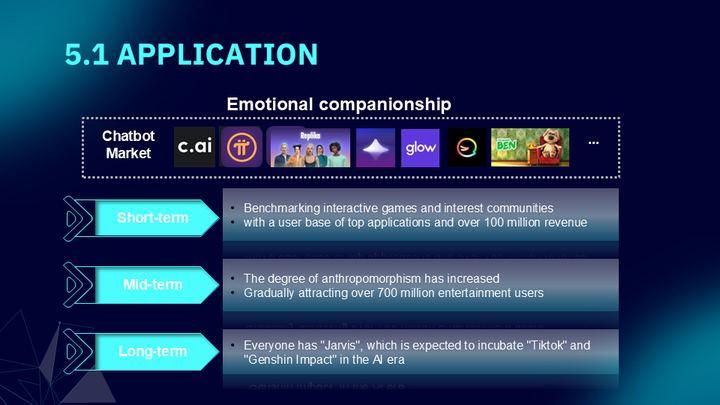 5.1 APPLICATION
Emotional companionship
Chatbot
Market
c.ai
Replika
glow
BEN
...
Short-term
• Benchmarking interactive games and interest communities
• with a user base of top applications and over 100 million revenue
Mid-term
• The degree of anthropomorphism has increased
• Gradually attracting over 700 million entertainment users
Long-term
• Everyone has "Jarvis", which is expected to incubate "Tiktok" and
"Genshin Impact" in the AI era